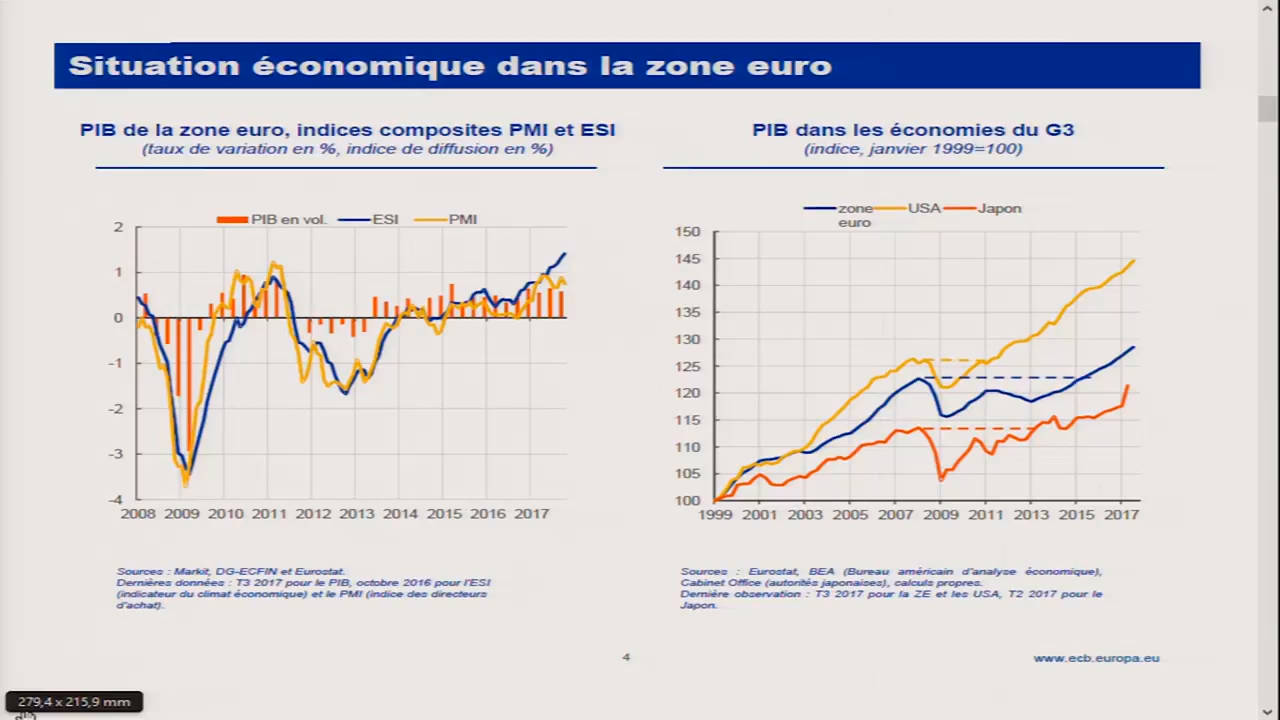 Situation économique dans la zone euro
PIB de la zone euro, indices composites PMI et ESI
(taux de variation en %, indice de diffusion en %)
PIB en vol. ESI PMI
2
1
0
-1
-2
-3
-4
2008 2009 2010 2011 2012 2013 2014 2015 2016 2017
Sources : Markit, DG-ECFIN et Eurostat.
Dernières données : T3 2017 pour le PIB, octobre 2016 pour l'ESI
(indicateur du climat économique) et le PMI (indice des directeurs
d'achat).
PIB dans les économies du G3
(indice, janvier 1999=100)
zone USA Japon
euro
150
145
140
135
130
125
120
115
110
105
100
1999 2001 2003 2005 2007 2009 2011 2013 2015 2017
Sources : Eurostat, BEA (Bureau américain d'analyse économique),
Cabinet Office (autorités japonaises), calculs propres.
Dernière observation : T3 2017 pour la ZE et les USA, T2 2017 pour le
Japon.
4
www.ecb.europa.eu
279,4 x 215,9 mm